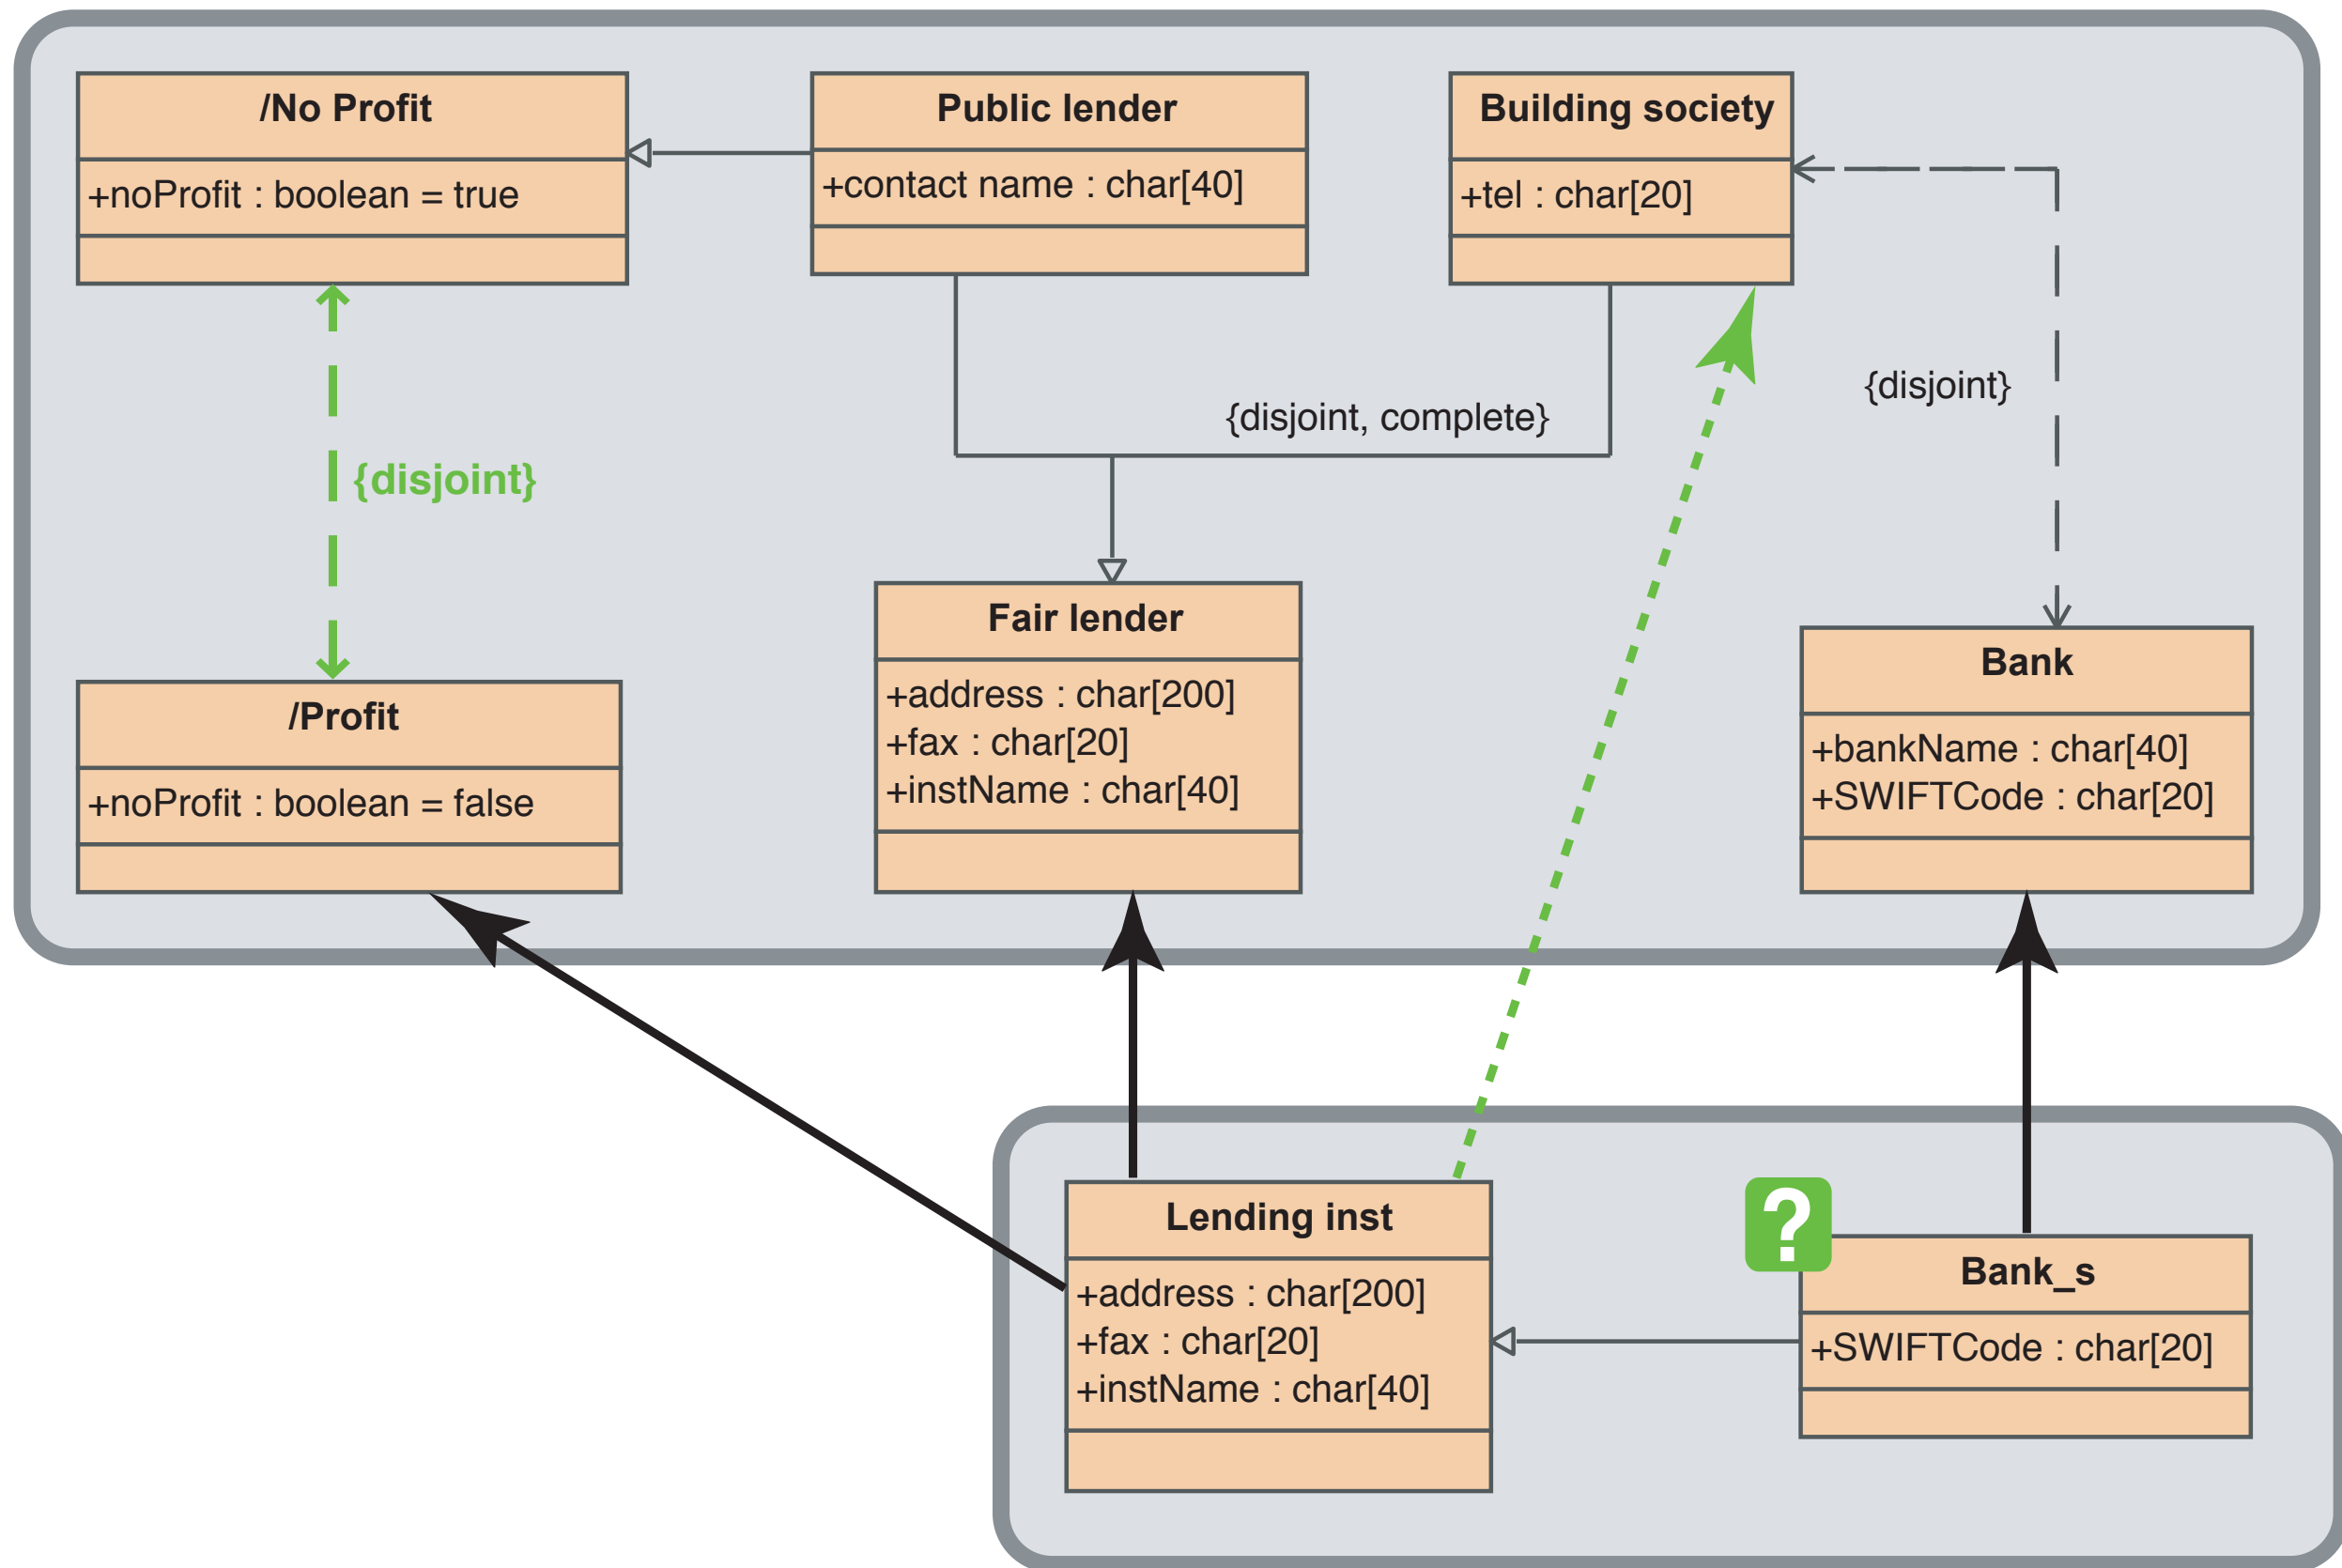 /No Profit
+noProfit : boolean = true
Public lender
+contact name : char[40]
Building society
+tel : char[20]
{disjoint}
{disjoint, complete}
{disjoint}
/Profit
+noProfit : boolean = false
Fair lender
+address : char[200]
+fax : char[20]
+instName : char[40]
Bank
+bankName : char[40]
+SWIFTCode : char[20]
Lending inst
+address : char[200]
+fax : char[20]
+instName : char[40]
?
Bank_s
+SWIFTCode : char[20]